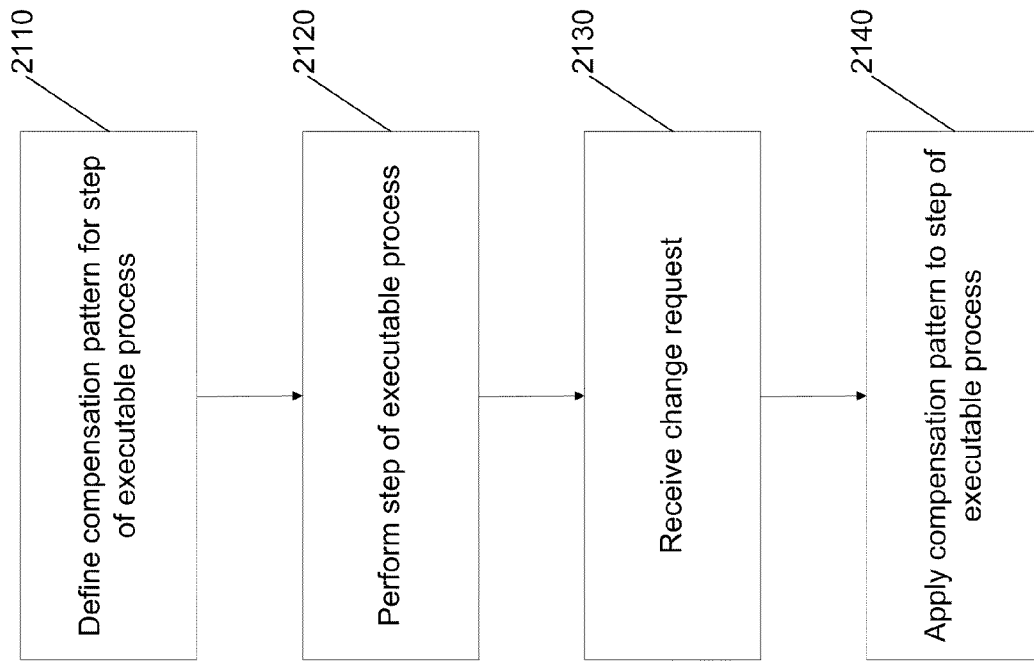 2110
Define compensation pattern for step
of executable process
2120
Perform step of executable process
2130
Receive change request
2140
Apply compensation pattern to step of
executable process